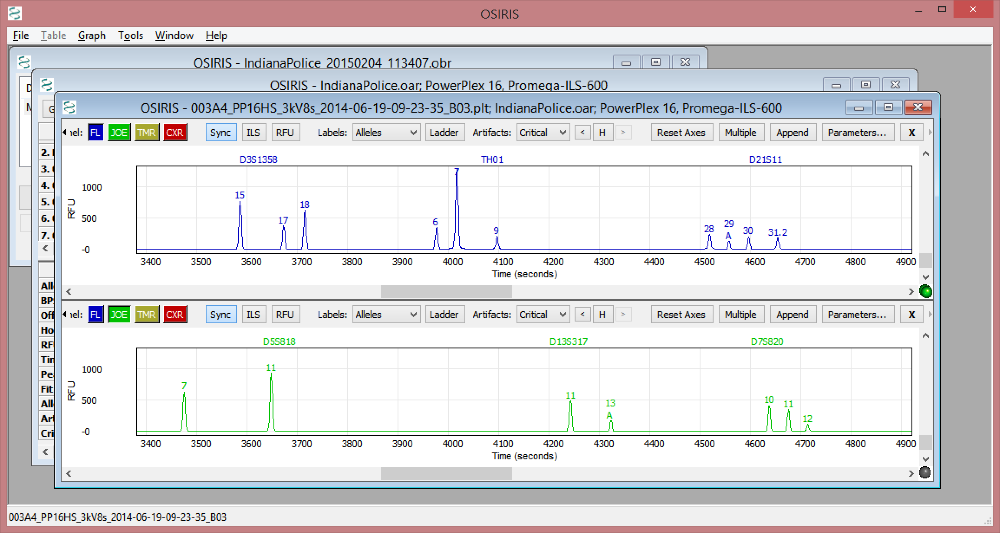 OSIRIS
File Table Graph Tools Window Help
OSIRIS - IndianaPolice_20150204_113407.obr
OSIRIS - IndianaPolice.oar; PowerPlex 16, Promega-ILS-600
OSIRIS - 003A4_PP16HS_3kV8s_2014-06-19-09-23-35_B03.plt; IndianaPolice.oar; PowerPlex 16, Promega-ILS-600
nel: FL JOE TMR CXR Sync ILS RFU Labels: Alleles Ladder Artifacts: Critical < H > Reset Axes Multiple Append Parameters... X
D3S1358 TH01 D21S11
7
1000
15
18
17 6 29
500
28 9 30 31.2
A
RFU
-0
3400 3500 3600 3700 3800 3900 4000 4100 4200 4300 4400 4500 4600 4700 4800 4900
Time (seconds)
nel: FL JOE TMR CXR Sync ILS RFU Labels: Alleles Ladder Artifacts: Critical < H > Reset Axes Multiple Append Parameters... X
D5S818 D13S317 D7S820
1000 11
7
11 10
500 13 11
A 12
RFU
-0
3400 3500 3600 3700 3800 3900 4000 4100 4200 4300 4400 4500 4600 4700 4800 4900
Time (seconds)
2.
3.
4.
5.
6.
7.
All
BP
Off
Ho
RF
Tin
Pe
Fit
All
Art
Cri
003A4_PP16HS_3kV8s_2014-06-19-09-23-35_B03